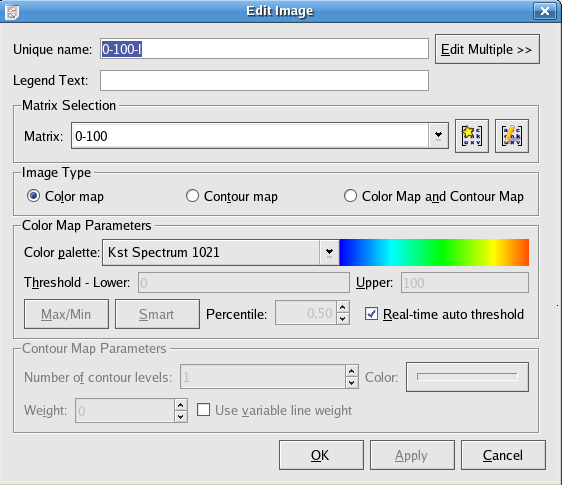 Edit Image
Unique name: 0-100-I Edit Multiple >>
Legend Text:
Matrix Selection
Matrix: 0-100
Image Type
Color map Contour map Color Map and Contour Map
Color Map Parameters
Color palette: Kst Spectrum 1021
Threshold - Lower: 0 Upper: 100
Max/Min Smart Percentile: 0.50 Real-time auto threshold
Contour Map Parameters
Number of contour levels: 1 Color:
Weight: 0 Use variable line weight
OK Apply Cancel